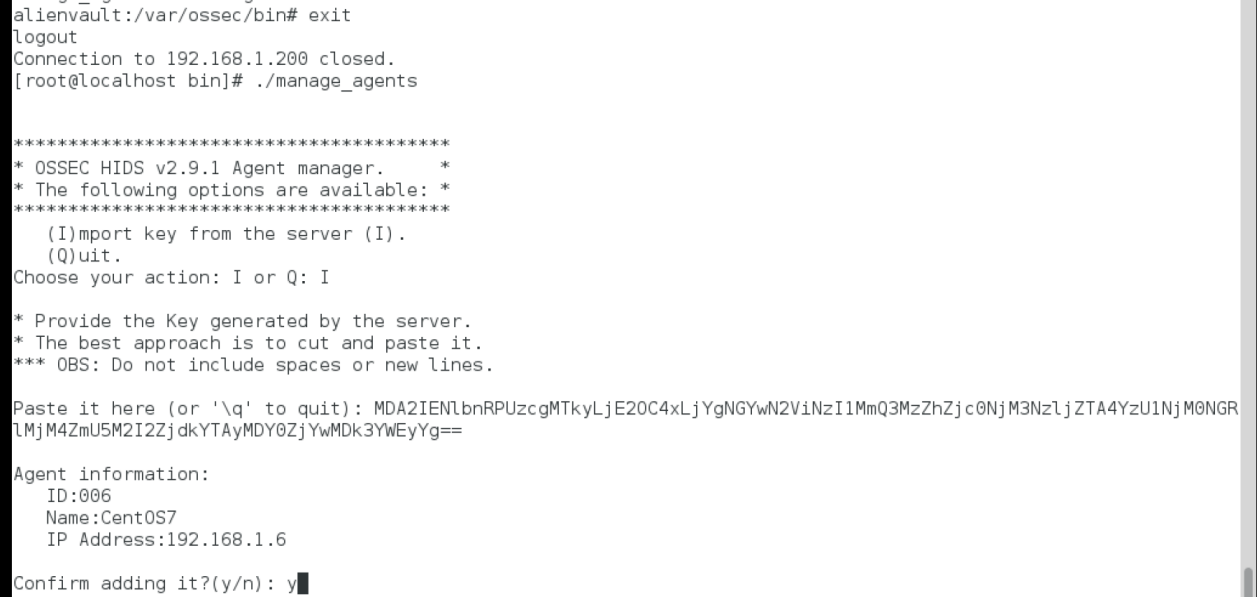 alienvault:/var/ossec/bin# exit
logout
Connection to 192.168.1.200 closed.
[root@localhost bin]# ./manage_agents
****************************************
* OSSEC HIDS v2.9.1 Agent manager.     *
* The following options are available: *
****************************************
   (I)mport key from the server (I).
   (Q)uit.
Choose your action: I or Q: I
* Provide the Key generated by the server.
* The best approach is to cut and paste it.
*** OBS: Do not include spaces or new lines.
Paste it here (or '\q' to quit): MDA2IENlbnRPUzcgMTkyLjE2OC4xLjYgNGYwN2ViNzI1MmQ3MzZhZjc0NjM3NzljZTA4YzU1NjM0NGR
lMjM4ZmU5M2I2ZjdkYTAyMDY0ZjYwMDk3YWEyYg==
Agent information:
   ID:006
   Name:CentOS7
   IP Address:192.168.1.6
Confirm adding it?(y/n): y